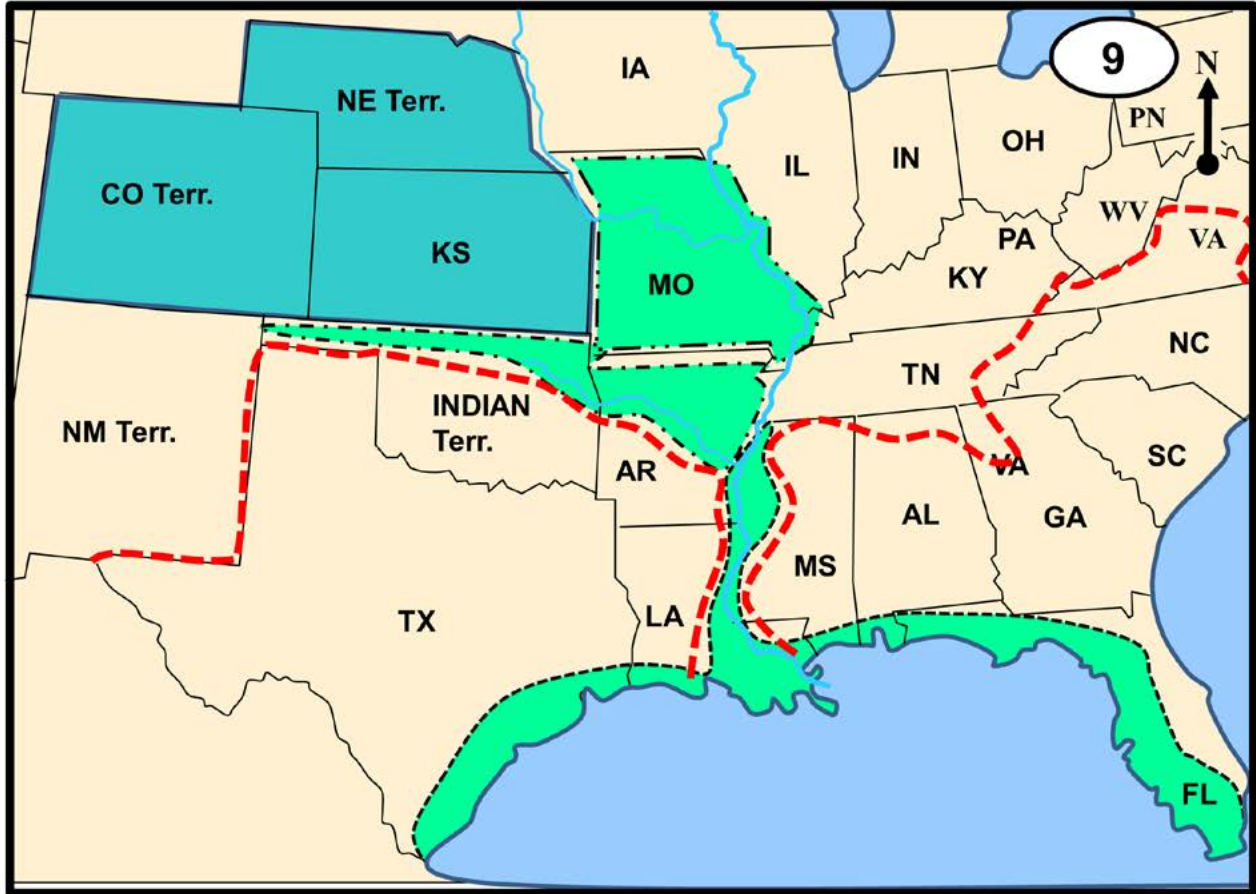 9
N
IA
NE Terr.
PN
OH
IN
IL
CO Terr.
WV
PA
VA
KS
KY
MO
NC
TN
INDIAN
Terr.
NM Terr.
SC
VA
AR
AL
GA
MS
LA
TX
FL